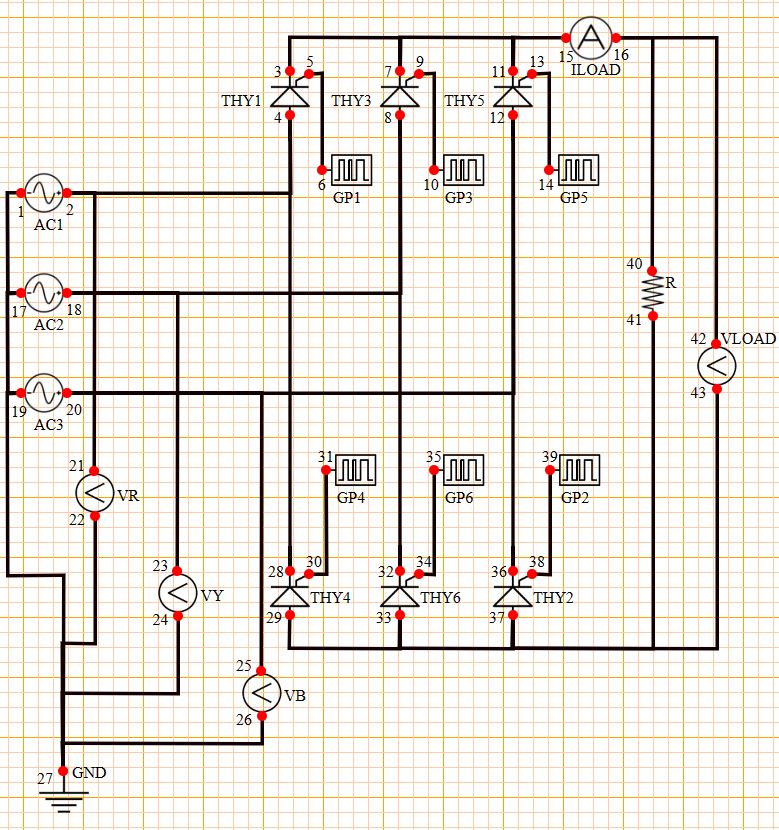 15 16
ILOAD
3 5 7 9 11 13
THY1 THY3 THY5
4 8 12
6 10 14
GP1 GP3 GP5
1 2
AC1
40 R
17 18
AC2
41
42 VLOAD
43
19 20
AC3
31 35 39
21
VR GP4 GP6 GP2
22
23 28 30 32 34 36 38
VY THY4 THY6 THY2
24 29 33 37
25
VB
26
27 GND